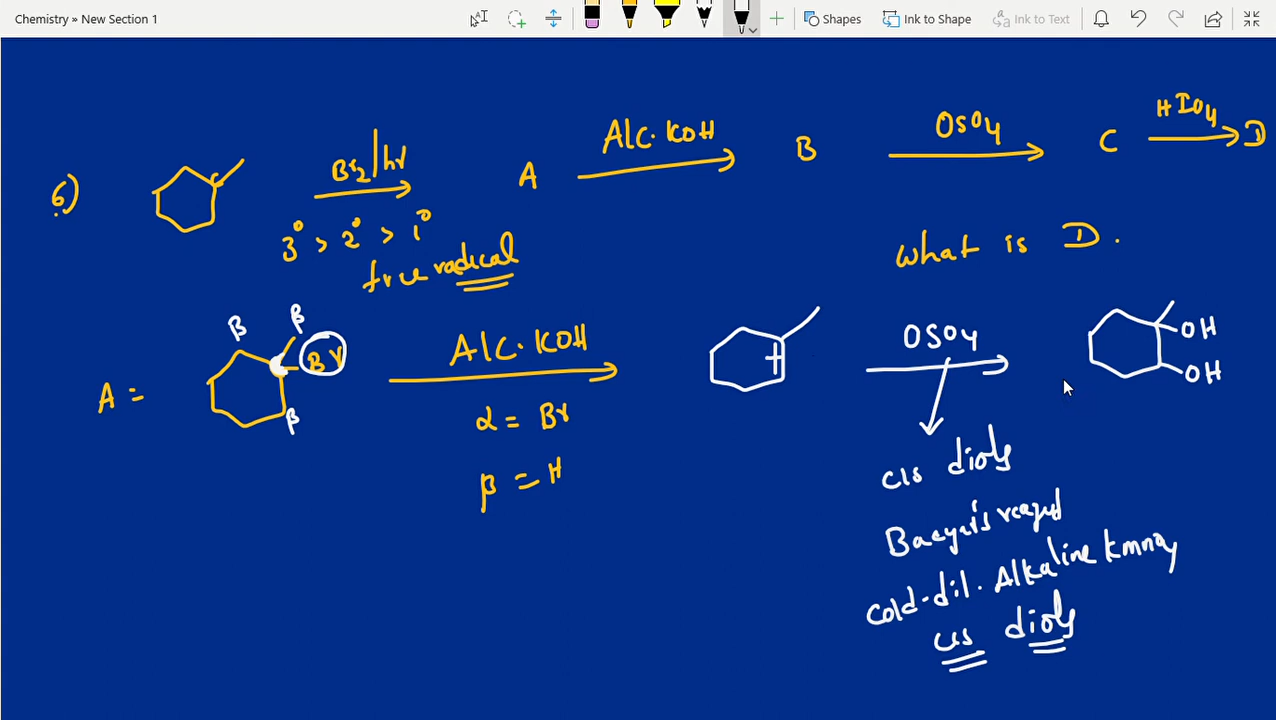 Chemistry » New Section 1
Shapes
Ink to Shape
Ink to Text
6) Br2/hν A Alc. KOH B OsO4 C HIO4 D
3° > 2° > 1°
free radical
What is D.
A = β β Br β
Alc. KOH
α = Br
β = H
OSO4
OH
OH
cis diols
Baeyer's reagent
Cold-dil. Alkaline kmno4
cis diols